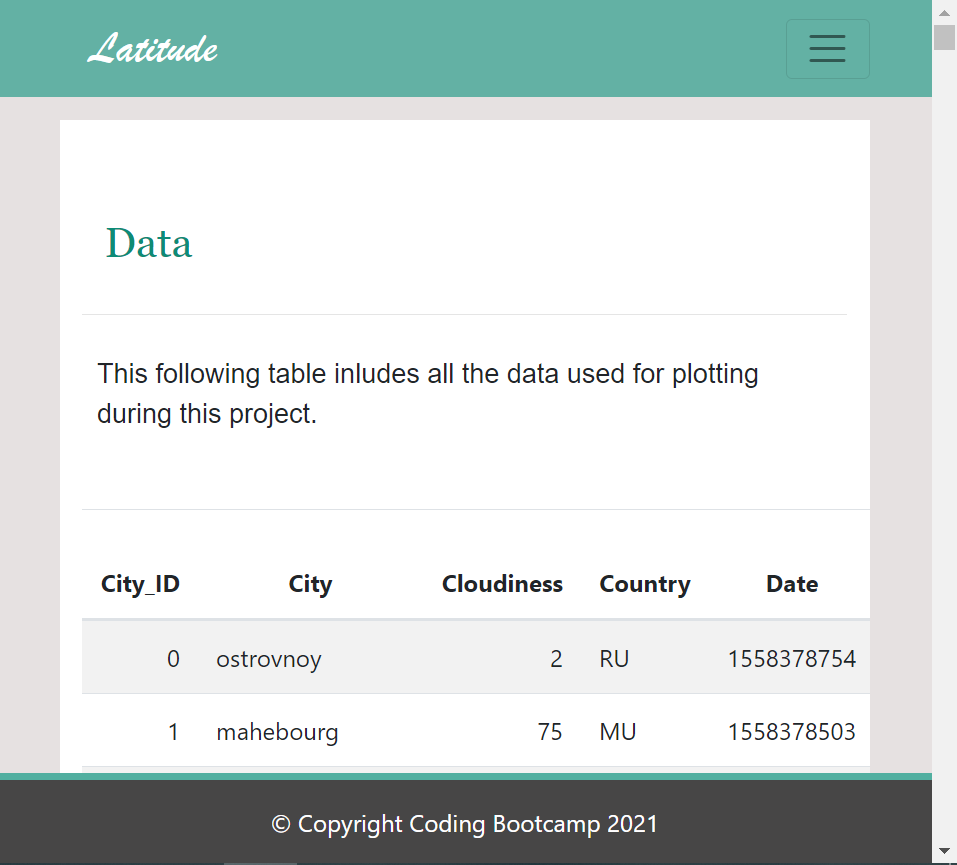 Latitude
Data
This following table inludes all the data used for plotting
during this project.
City_ID City Cloudiness Country Date
0 ostrovnoy 2 RU 1558378754
1 mahebourg 75 MU 1558378503
© Copyright Coding Bootcamp 2021